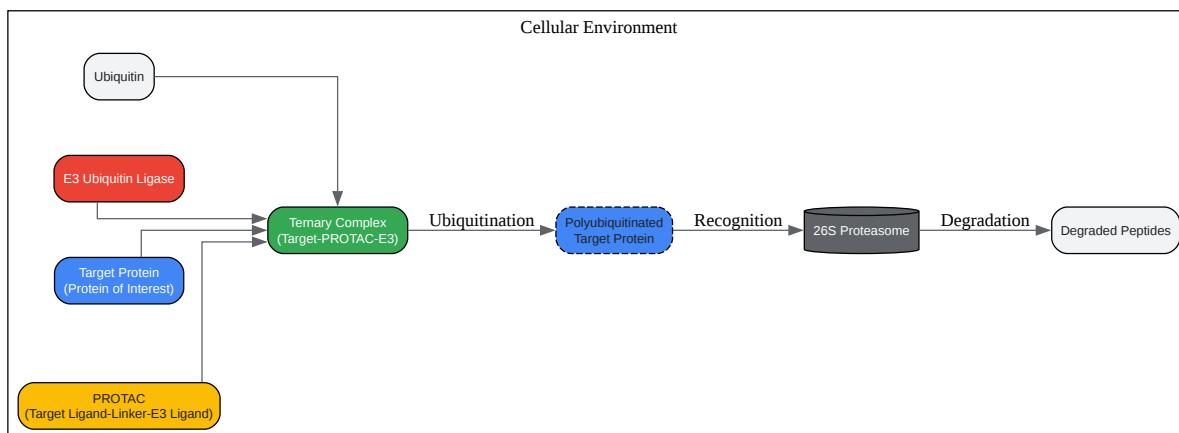 Cellular Environment
Ubiquitin
E3 Ubiquitin Ligase
Target Protein
(Protein of Interest)
PROTAC
(Target Ligand-Linker-E3 Ligand)
Ternary Complex
(Target-PROTAC-E3)
Ubiquitination
Polyubiquitinated
Target Protein
Recognition
26S Proteasome
Degradation
Degraded Peptides